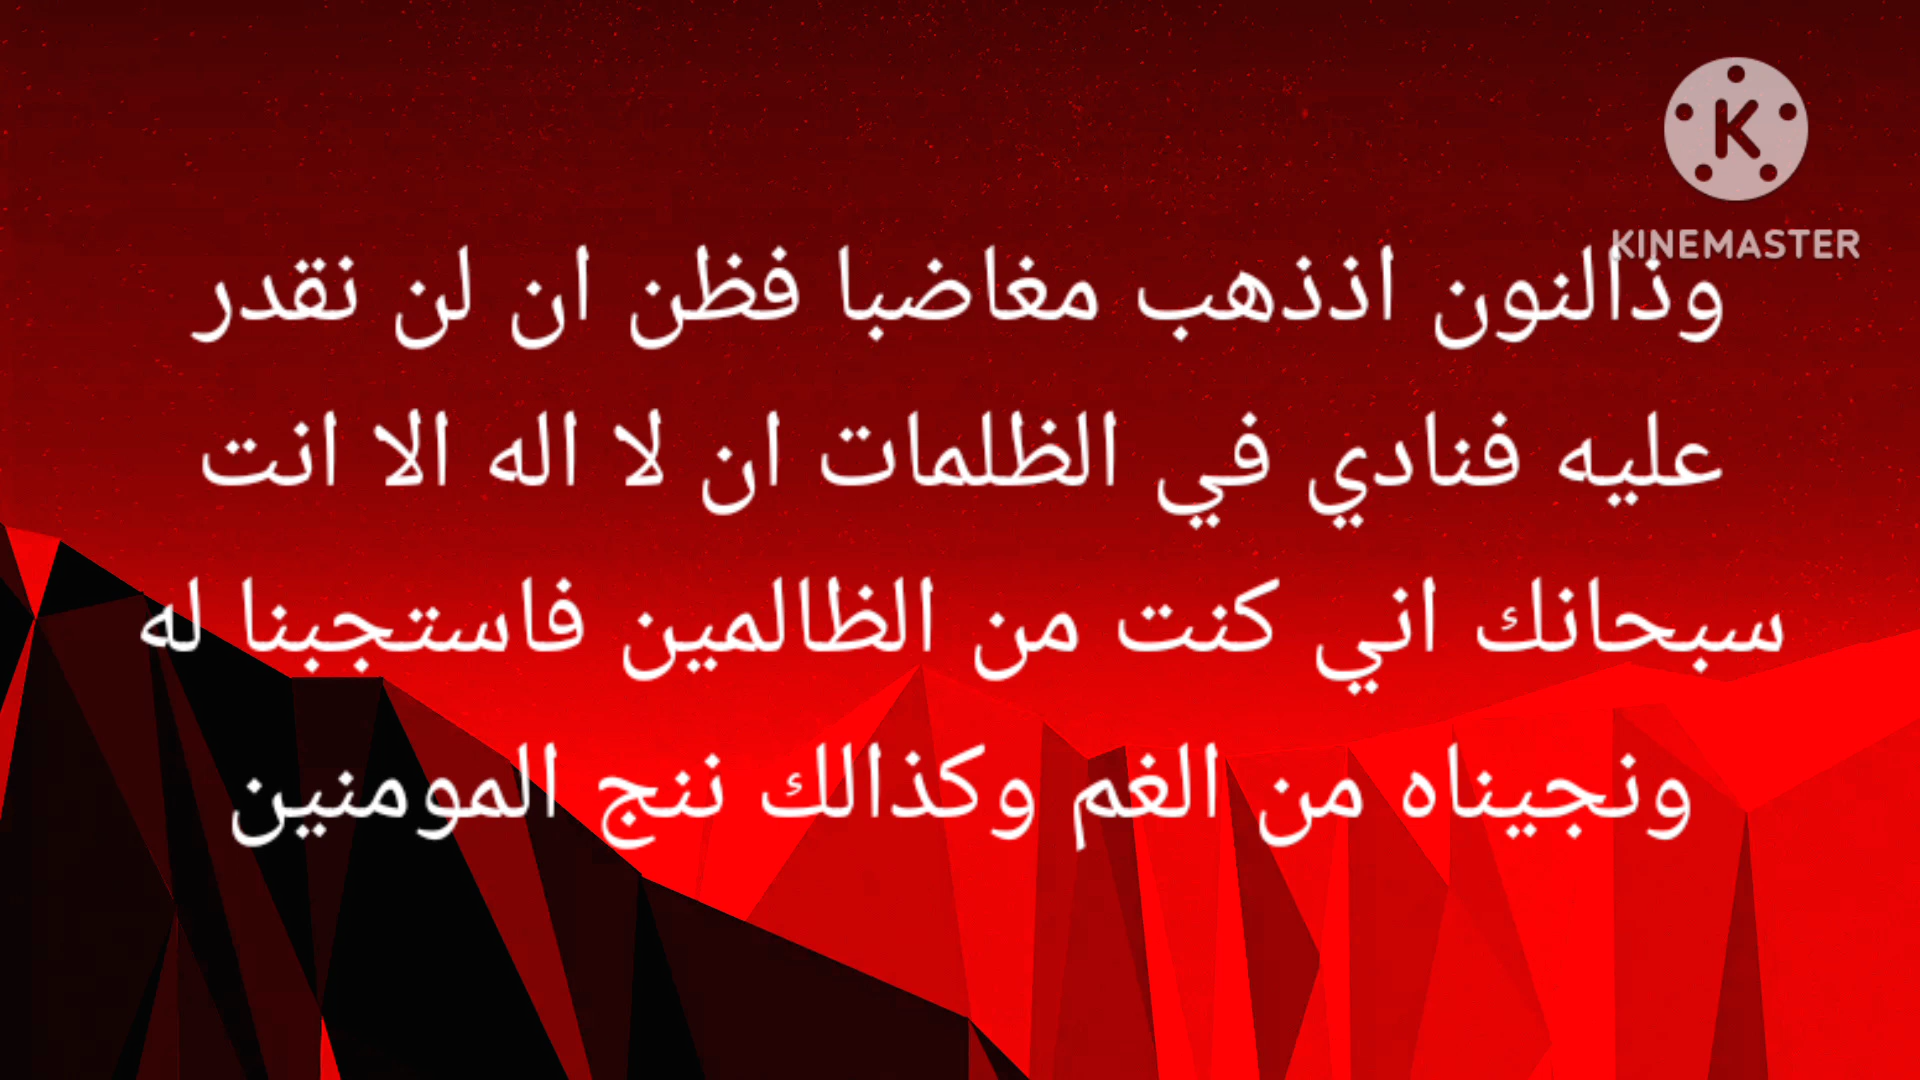 KINEMASTER
وذالنون اذذهب مغاضبا فظن ان لن نقدر
عليه فنادي في الظلمات ان لا اله الا انت
سبحانك اني كنت من الظالمين فاستجبنا له
ونجيناه من الغم وكذالك ننج المومنين